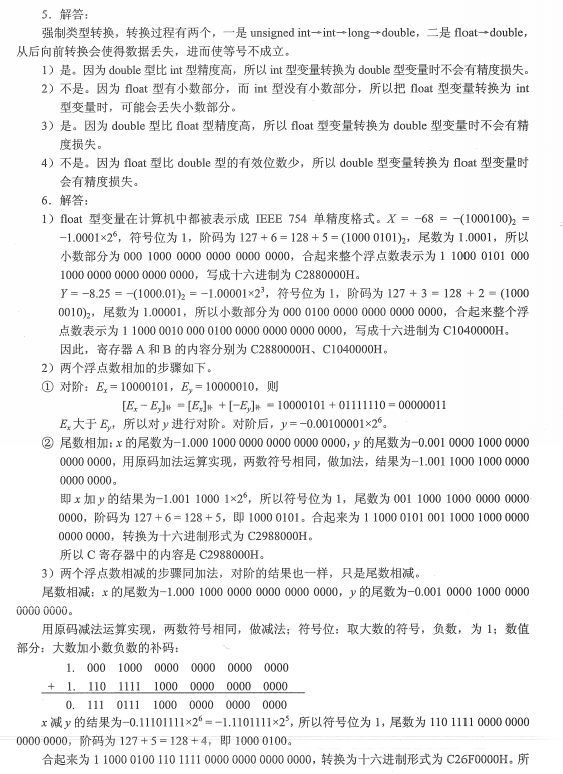 5．解答：
强制类型转换，转换过程有两个，一是 unsigned int→int→long→double，二是 float→double，
从后向前转换会使得数据丢失，进而使等号不成立。
1）是。因为 double 型比 int 型精度高，所以 int 型变量转换为 double 型变量时不会有精度损失。
2）不是。因为 float 型有小数部分，而 int 型没有小数部分，所以把 float 型变量转换为 int
型变量时，可能会丢失小数部分。
3）是。因为 double 型比 float 型精度高，所以 float 型变量转换为 double 型变量时不会有精
度损失。
4）不是。因为 float 型比 double 型的有效位数少，所以 double 型变量转换为 float 型变量时
会有精度损失。
6．解答：
1）float 型变量在计算机中都被表示成 IEEE 754 单精度格式。X = −68 = −(1000100)₂ =
−1.0001×2⁶，符号位为 1，阶码为 127 + 6 = 128 + 5 = (1000 0101)₂，尾数为 1.0001，所以
小数部分为 000 1000 0000 0000 0000 0000，合起来整个浮点数表示为 1 1000 0101 000
1000 0000 0000 0000 0000，写成十六进制为 C2880000H。
Y = −8.25 = −(1000.01)₂ = −1.00001×2³，符号位为 1，阶码为 127 + 3 = 128 + 2 = (1000
0010)₂，尾数为 1.00001，所以小数部分为 000 0100 0000 0000 0000 0000，合起来整个浮
点数表示为 1 1000 0010 000 0100 0000 0000 0000 0000，写成十六进制为 C1040000H。
因此，寄存器 A 和 B 的内容分别为 C2880000H、C1040000H。
2）两个浮点数相加的步骤如下。
① 对阶：Eₓ = 10000101，Eᵧ = 10000010，则
[Eₓ − Eᵧ]补 = [Eₓ]补 + [−Eᵧ]补 = 10000101 + 01111110 = 00000011
Eₓ 大于 Eᵧ，所以对 y 进行对阶。对阶后，y = −0.00100001×2⁶。
② 尾数相加：x 的尾数为−1.000 1000 0000 0000 0000 0000，y 的尾数为−0.001 0000 1000 0000
0000 0000，用原码加法运算实现，两数符号相同，做加法，结果为−1.001 1000 1000 0000
0000 0000。
即 x 加 y 的结果为−1.001 1000 1×2⁶，所以符号位为 1，尾数为 001 1000 1000 0000 0000
0000，阶码为 127 + 6 = 128 + 5，即 1000 0101。合起来为 1 1000 0101 001 1000 1000 0000
0000 0000，转换为十六进制形式为 C2988000H。
所以 C 寄存器中的内容是 C2988000H。
3）两个浮点数相减的步骤同加法，对阶的结果也一样，只是尾数相减。
尾数相减：x 的尾数为−1.000 1000 0000 0000 0000 0000，y 的尾数为−0.001 0000 1000 0000
0000 0000。
用原码减法运算实现，两数符号相同，做减法；符号位：取大数的符号，负数，为 1；数值
部分：大数加小数负数的补码：
1. 000 1000 0000 0000 0000 0000
+ 1. 110 1111 1000 0000 0000 0000
0. 111 0111 1000 0000 0000 0000
x 减 y 的结果为−0.11101111×2⁶ = −1.1101111×2⁵，所以符号位为 1，尾数为 110 1111 0000 0000
0000 0000，阶码为 127 + 5 = 128 + 4，即 1000 0100。
合起来为 1 1000 0100 110 1111 0000 0000 0000 0000，转换为十六进制形式为 C26F0000H。所